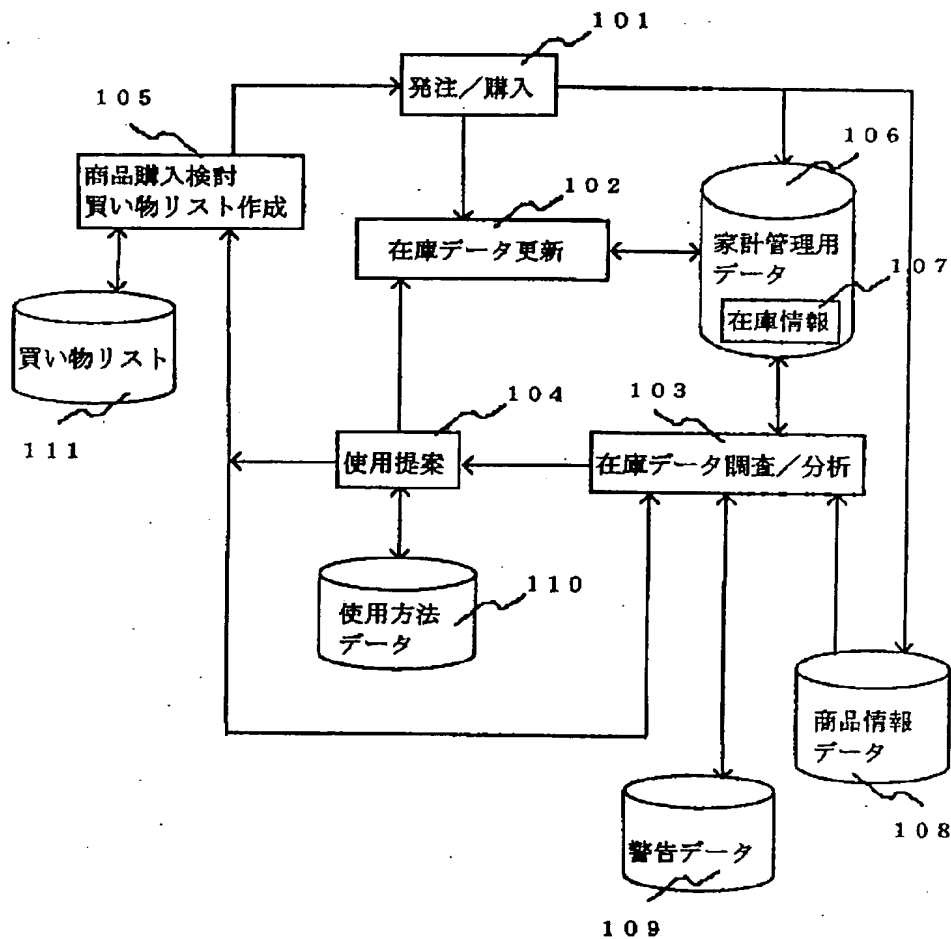 101
発注／購入
105
商品購入検討
買い物リスト作成
106
102
在庫データ更新
家計管理用
データ
107
在庫情報
買い物リスト
111
104
103
使用提案
在庫データ調査／分析
110
使用方法
データ
商品情報
データ
108
警告データ
109